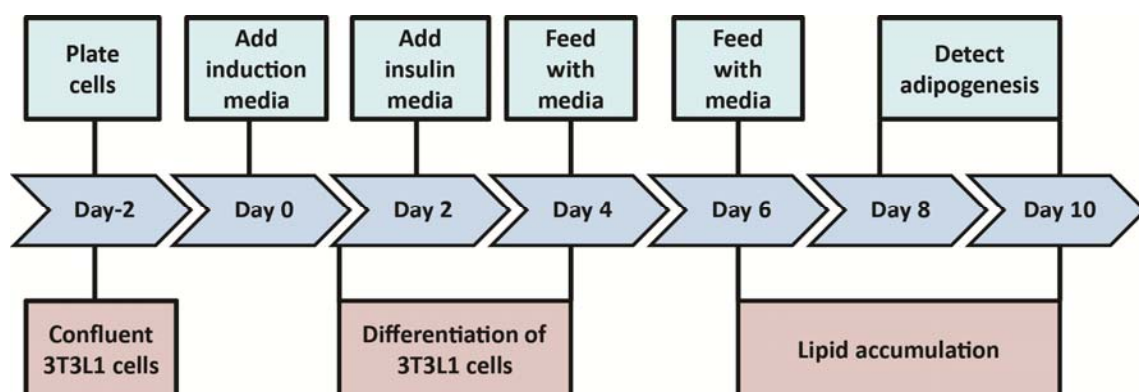 Plate
cells
Add
induction
media
Add
insulin
media
Feed
with
media
Feed
with
media
Detect
adipogenesis
Day-2
Day 0
Day 2
Day 4
Day 6
Day 8
Day 10
Confluent
3T3L1 cells
Differentiation of
3T3L1 cells
Lipid accumulation